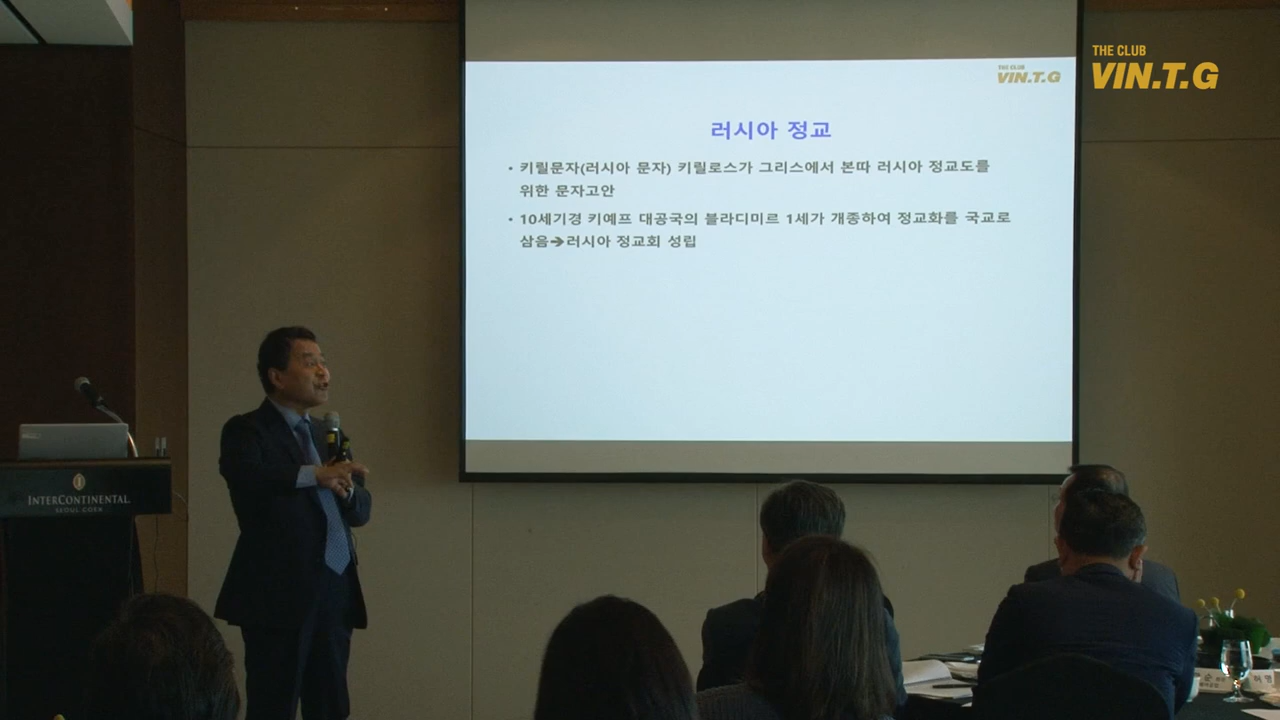 THE CLUB
VIN.T.G
THE CLUB
VIN.T.G
러시아 정교
• 키릴문자(러시아 문자) 키릴로스가 그리스에서 본따 러시아 정교도를
위한 문자고안
• 10세기경 키예프 대공국의 블라디미르 1세가 개종하여 정교화를 국교로
삼음➔러시아 정교회 성립
INTERCONTINENTAL
SEOUL COEX